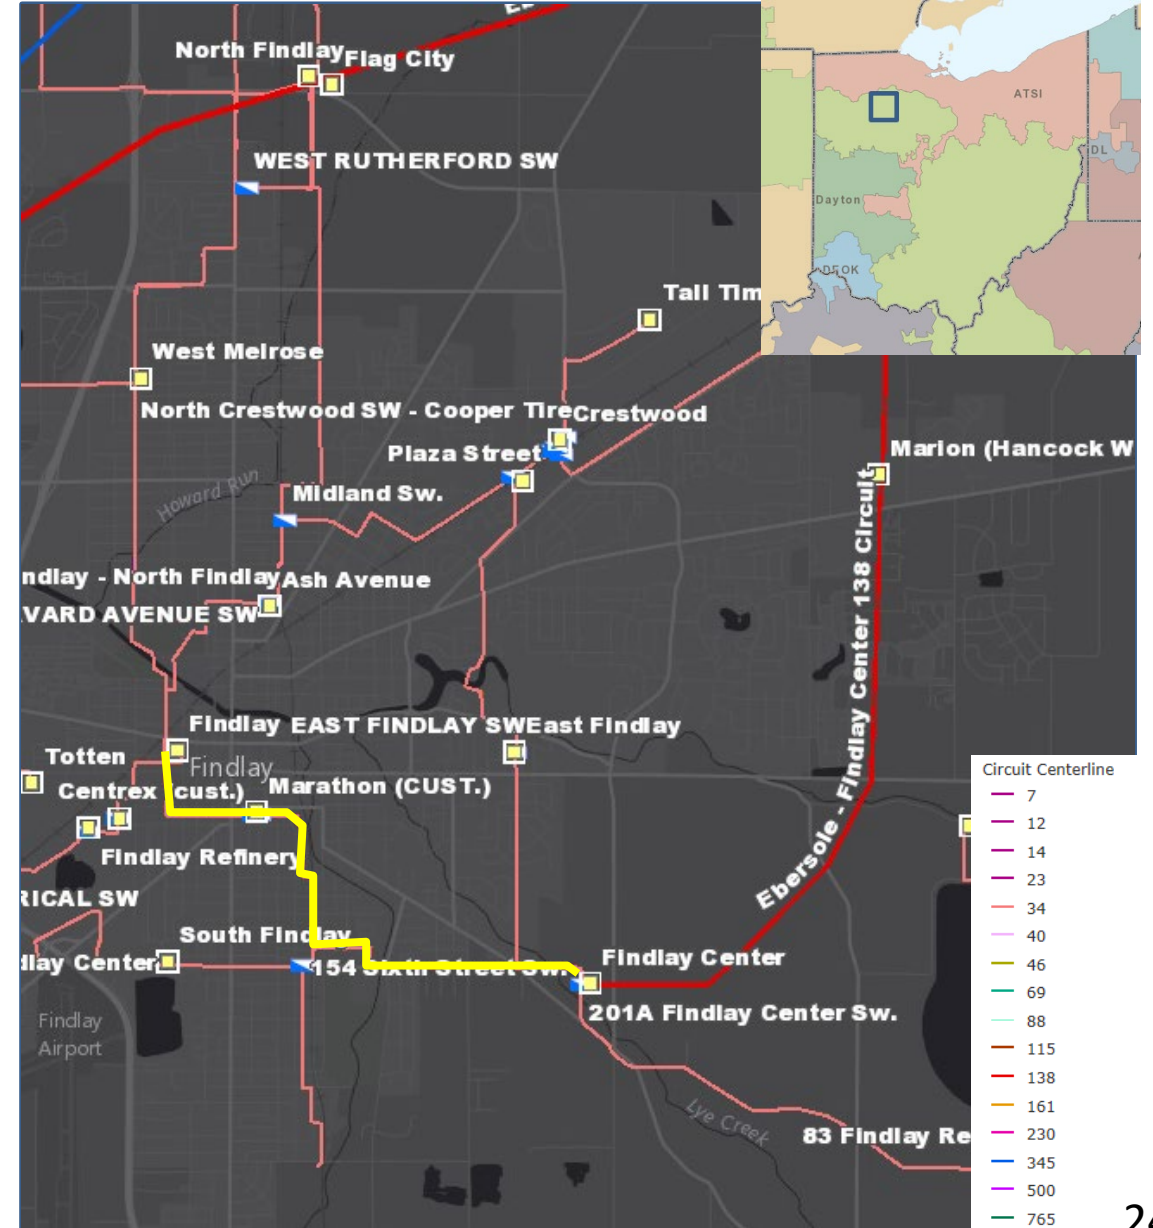 North Findlay
Flag City
ATSI
DL
WEST RUTHERFORD SW
Dayton
DEOK
Tall Tim
West Melrose
North Crestwood SW - Cooper Tire
Crestwood
Plaza Street
Marion (Hancock W
Howard Run
Midland Sw.
ndlay - North Findlay
Ash Avenue
VARD AVENUE SW
Ebersole - Findlay Center 138 Circuit
Findlay
EAST FINDLAY SW
East Findlay
Totten
Findlay
Centrex (cust.)
Marathon (CUST.)
Findlay Refinery
RICAL SW
South Findlay
dlay Center
154 Sixth Street Sw.
Findlay Center
201A Findlay Center Sw.
Findlay
Airport
Lye Creek
83 Findlay Re
Circuit Centerline
7
12
14
23
34
40
46
69
88
115
138
161
230
345
500
765